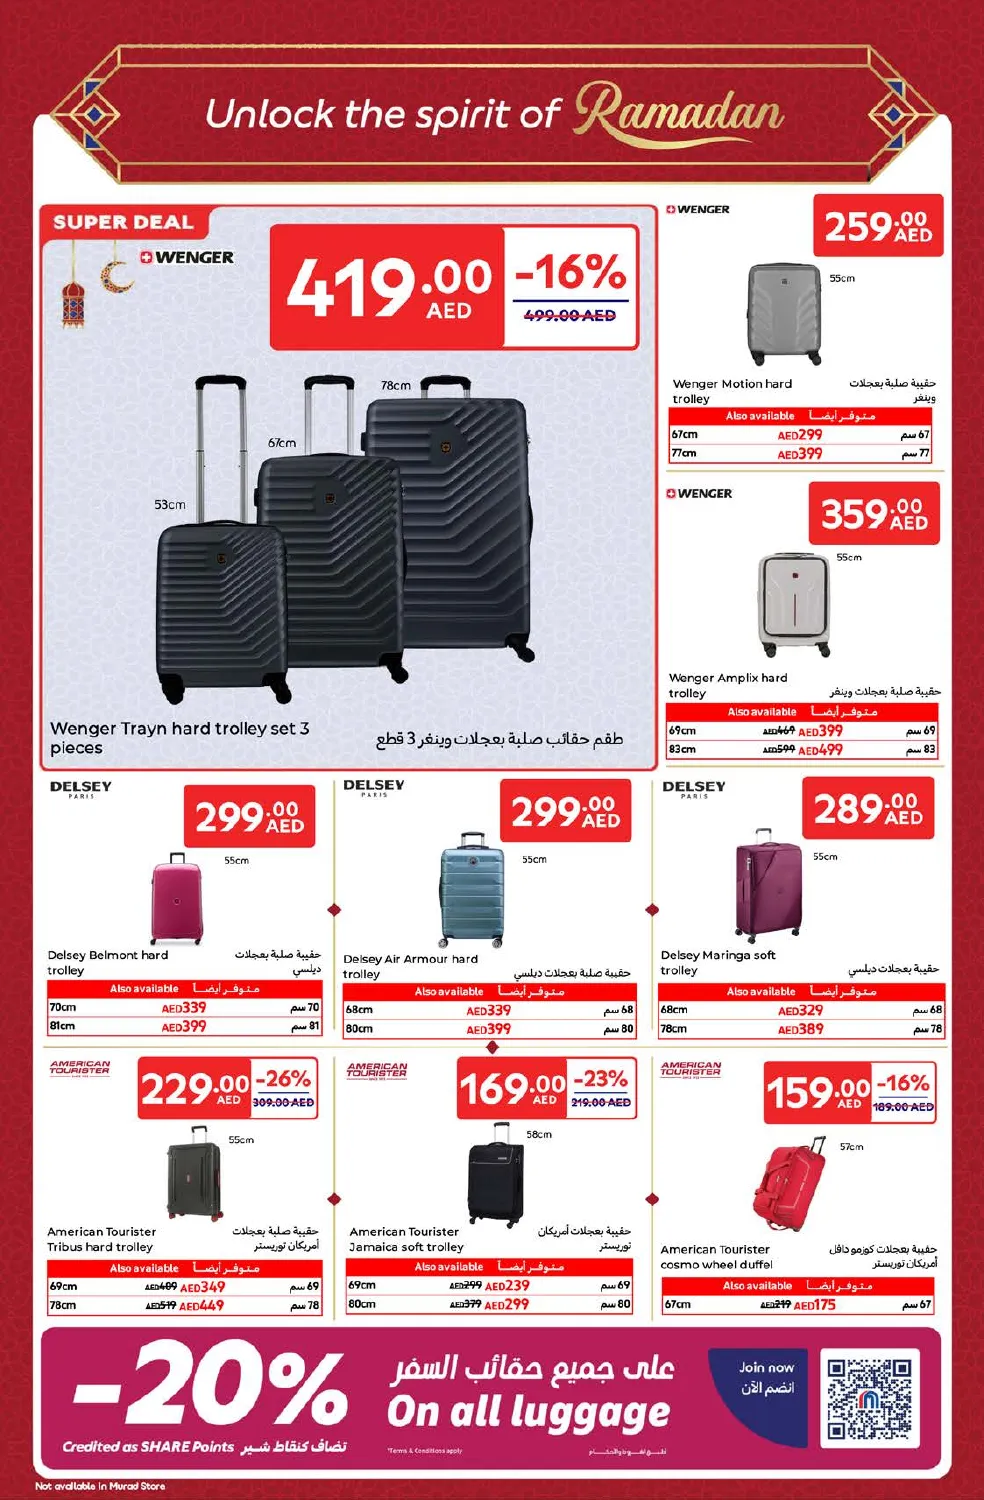 Unlock the spirit of Ramadan
SUPER DEAL
WENGER
419.00 AED
-16%
499.00 AED
78cm
67cm
53cm
Wenger Trayn hard trolley set 3
pieces
طقم حقائب صلبة بعجلات وينغر 3 قطع
WENGER
259.00 AED
55cm
Wenger Motion hard
trolley
حقيبة صلبة بعجلات
وينغر
Also available متوفر أيضاً
67cm AED299 67 سم
77cm AED399 77 سم
WENGER
359.00 AED
55cm
Wenger Amplix hard
trolley
حقيبة صلبة بعجلات وينغر
Also available متوفر أيضاً
69cm AED469 AED399 69 سم
83cm AED599 AED499 83 سم
DELSEY
PARIS
299.00 AED
55cm
Delsey Belmont hard
trolley
حقيبة صلبة بعجلات
ديلسي
Also available متوفر أيضاً
70cm AED339 70 سم
81cm AED399 81 سم
DELSEY
PARIS
299.00 AED
55cm
Delsey Air Armour hard
trolley
حقيبة صلبة بعجلات ديلسي
Also available متوفر أيضاً
68cm AED339 68 سم
80cm AED399 80 سم
DELSEY
PARIS
289.00 AED
55cm
Delsey Maringa soft
trolley
حقيبة بعجلات ديلسي
Also available متوفر أيضاً
68cm AED329 68 سم
78cm AED389 78 سم
AMERICAN
TOURISTER
229.00 AED
-26%
309.00 AED
55cm
American Tourister
Tribus hard trolley
حقيبة صلبة بعجلات
أمريكان توريستر
Also available متوفر أيضاً
69cm AED409 AED349 69 سم
78cm AED519 AED449 78 سم
AMERICAN
TOURISTER
169.00 AED
-23%
219.00 AED
58cm
American Tourister
Jamaica soft trolley
حقيبة بعجلات أمريكان
توريستر
Also available متوفر أيضاً
69cm AED299 AED239 69 سم
80cm AED379 AED299 80 سم
AMERICAN
TOURISTER
159.00 AED
-16%
189.00 AED
57cm
American Tourister
cosmo wheel duffel
حقيبة بعجلات كوزمو دافل
أمريكان توريستر
Also available متوفر أيضاً
67cm AED219 AED175 67 سم
-20%
Credited as SHARE Points تضاف كنقاط شير
على جميع حقائب السفر
On all luggage
*Terms & Conditions apply
Join now
انضم الآن
Not available in Murad Store